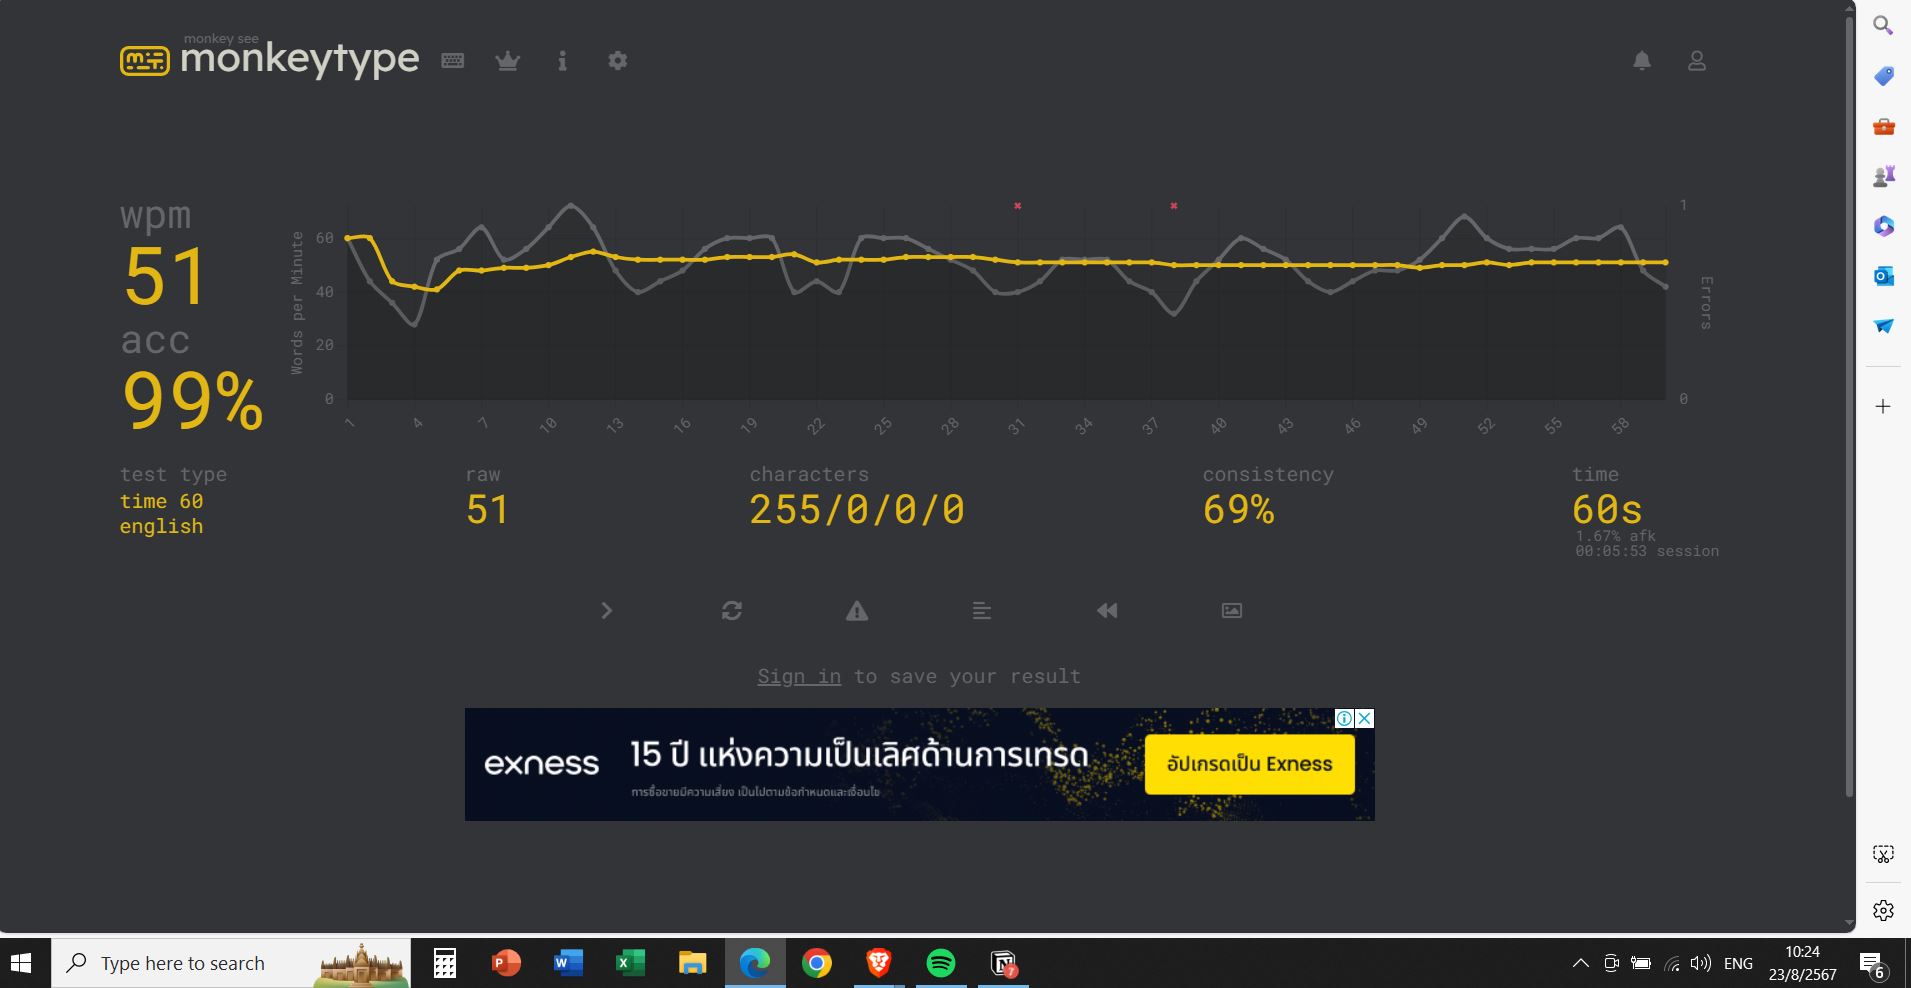 monkey see
monkeytype
wpm
51
acc
99%
Words per Minute
60
40
20
0
1
Errors
0
1 4 7 10 13 16 19 22 25 28 31 34 37 40 43 46 49 52 55 58
test type
time 60
english
raw
51
characters
255/0/0/0
consistency
69%
time
60s
1.67% afk
00:05:53 session
Sign in to save your result
exness
15 ปี แห่งความเป็นเลิศด้านการเทรด
การซื้อขายมีความเสี่ยง เป็นไปตามข้อกำหนดและเงื่อนไข
อัปเกรดเป็น Exness
Type here to search
ENG
10:24
23/8/2567
6
7